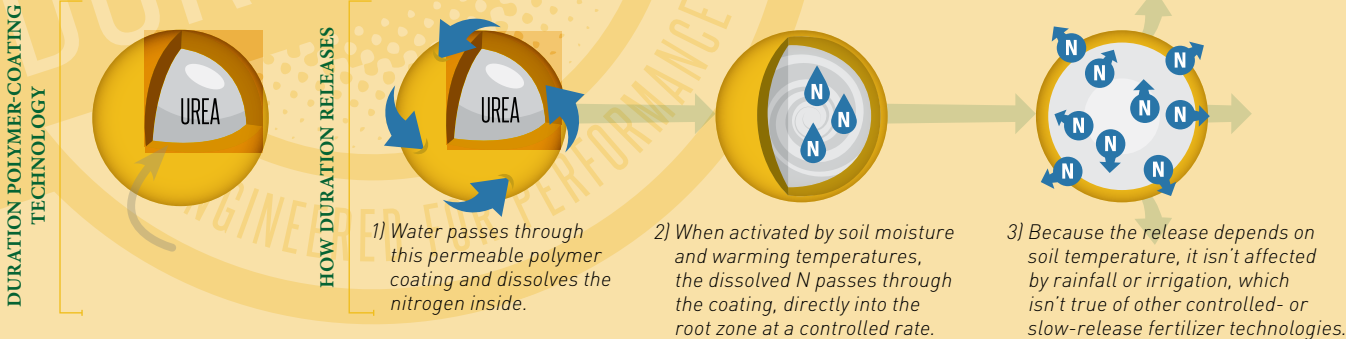 DURATION POLYMER-COATING
TECHNOLOGY
UREA
HOW DURATION RELEASES
UREA
1) Water passes through
this permeable polymer
coating and dissolves the
nitrogen inside.
N
N
N
2) When activated by soil moisture
and warming temperatures,
the dissolved N passes through
the coating, directly into the
root zone at a controlled rate.
N
N
N
N
N
N
N
N
N
3) Because the release depends on
soil temperature, it isn't affected
by rainfall or irrigation, which
isn't true of other controlled- or
slow-release fertilizer technologies.
NGINEERED FOR PERFORMANCE